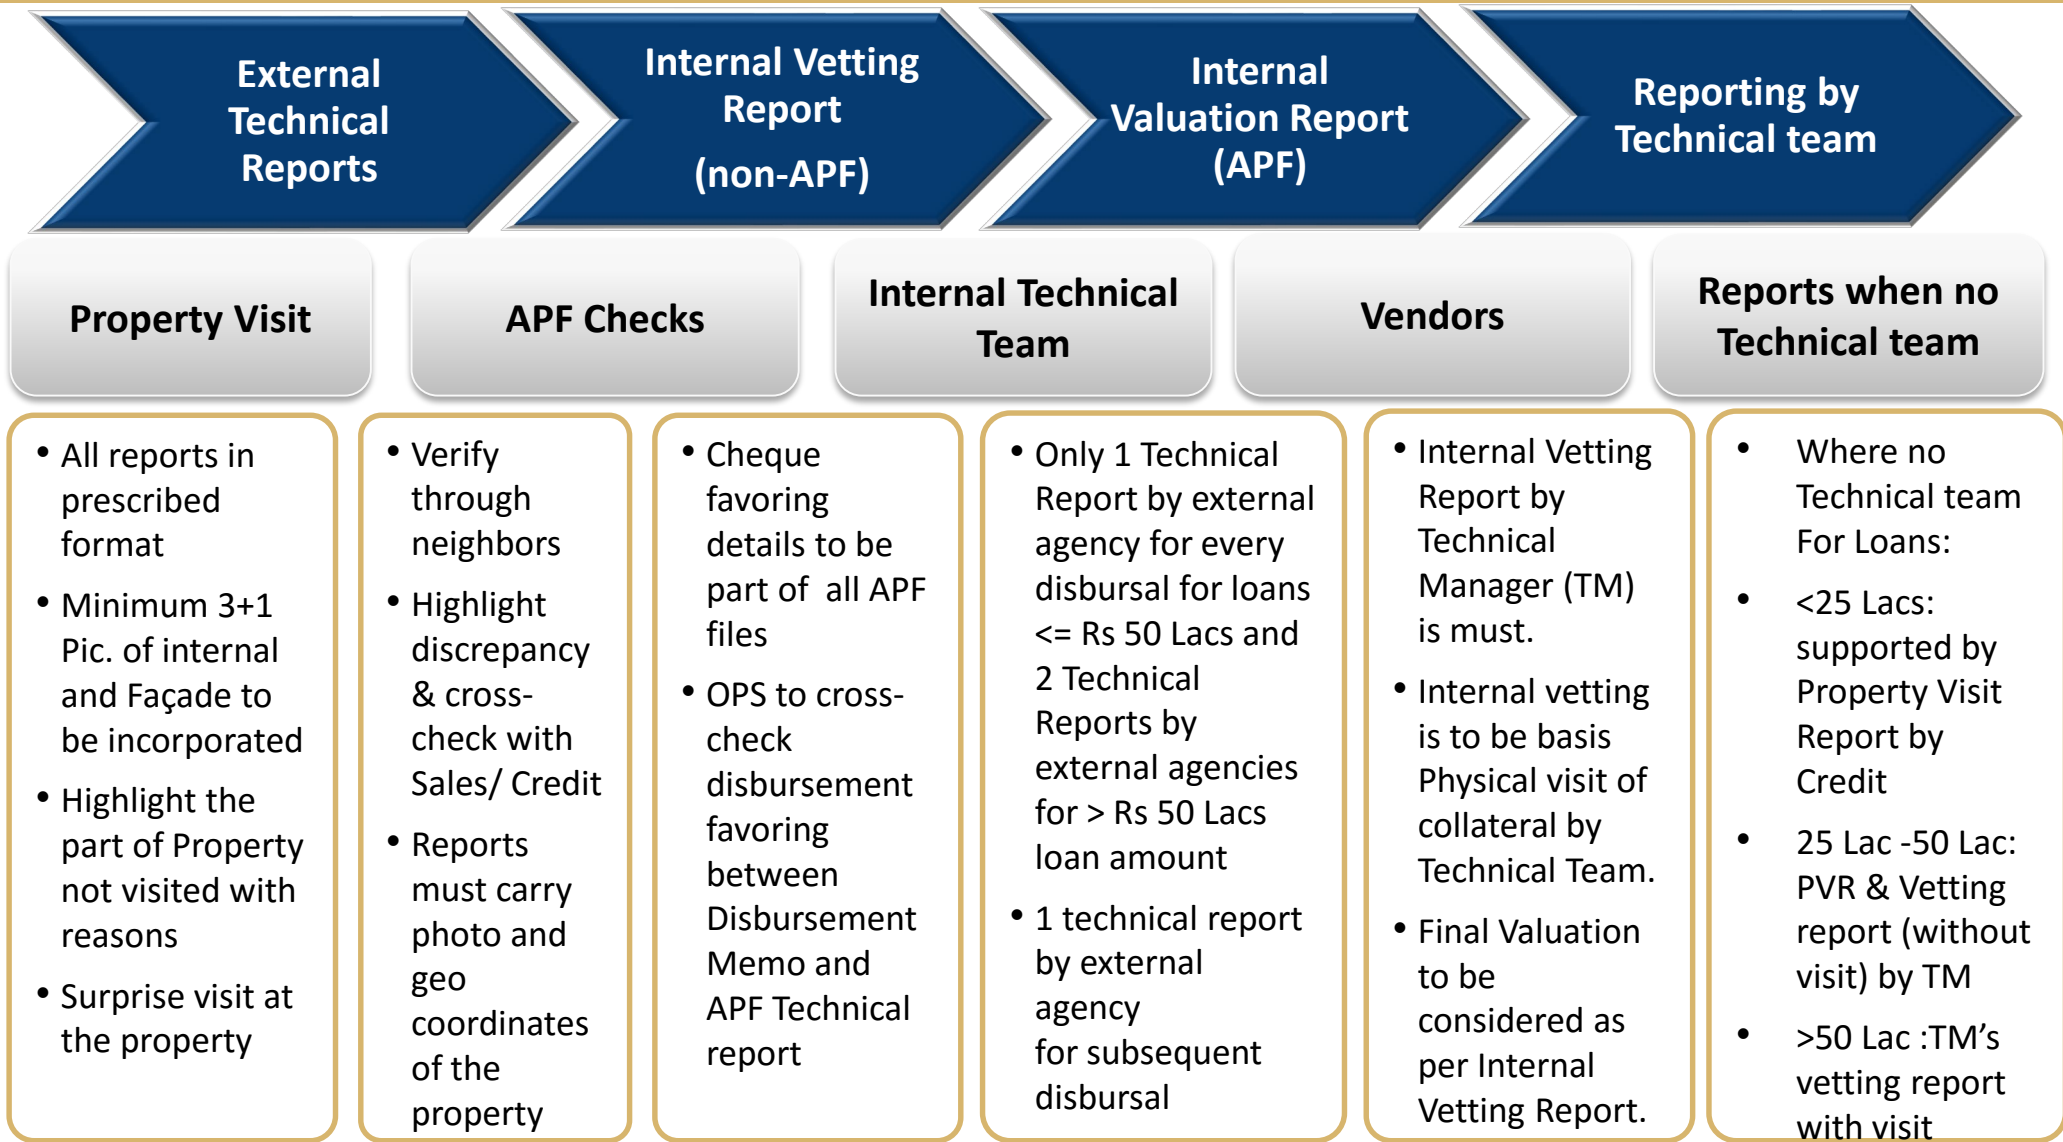 External
Technical
Reports
Internal Vetting
Report
(non-APF)
Internal
Valuation Report
(APF)
Reporting by
Technical team
Property Visit
APF Checks
Internal Technical
Team
Vendors
Reports when no
Technical team
• All reports in
prescribed
format
• Minimum 3+1
Pic. of internal
and Façade to
be incorporated
• Highlight the
part of Property
not visited with
reasons
• Surprise visit at
the property
• Verify
through
neighbors
• Highlight
discrepancy
& cross-
check with
Sales/ Credit
• Reports
must carry
photo and
geo
coordinates
of the
property
• Cheque
favoring
details to be
part of all APF
files
• OPS to cross-
check
disbursement
favoring
between
Disbursement
Memo and
APF Technical
report
• Only 1 Technical
Report by external
agency for every
disbursal for loans
<= Rs 50 Lacs and
2 Technical
Reports by
external agencies
for > Rs 50 Lacs
loan amount
• 1 technical report
by external
agency
for subsequent
disbursal
• Internal Vetting
Report by
Technical
Manager (TM)
is must.
• Internal vetting
is to be basis
Physical visit of
collateral by
Technical Team.
• Final Valuation
to be
considered as
per Internal
Vetting Report.
• Where no
Technical team
For Loans:
• <25 Lacs:
supported by
Property Visit
Report by
Credit
• 25 Lac -50 Lac:
PVR & Vetting
report (without
visit) by TM
• >50 Lac :TM’s
vetting report
with visit